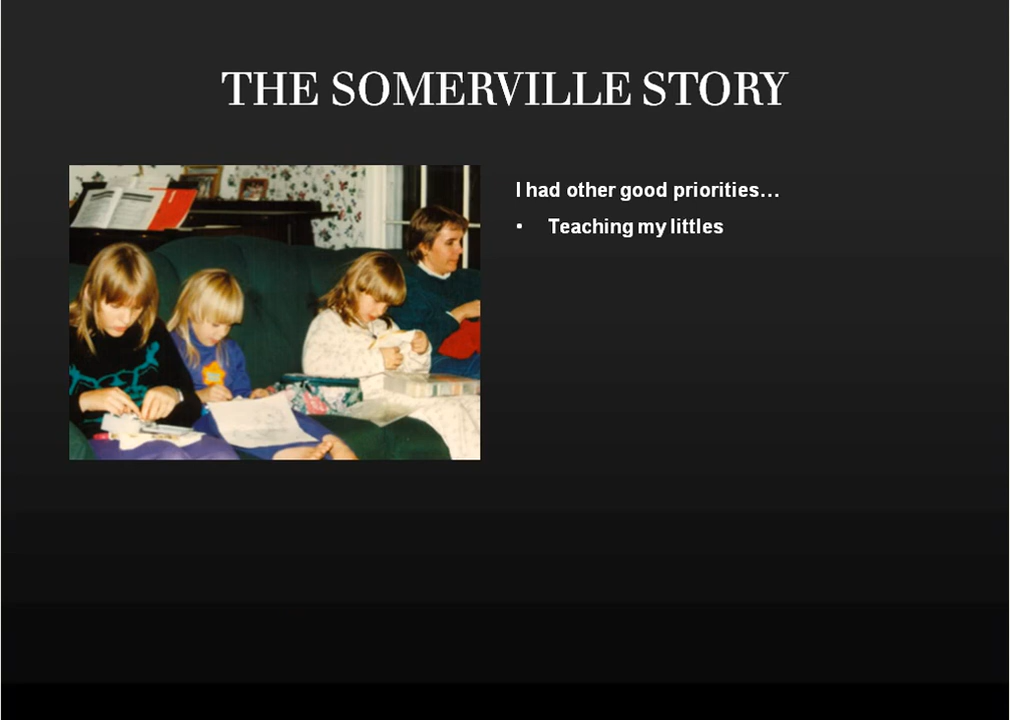 THE SOMERVILLE STORY
I had other good priorities…
• Teaching my littles